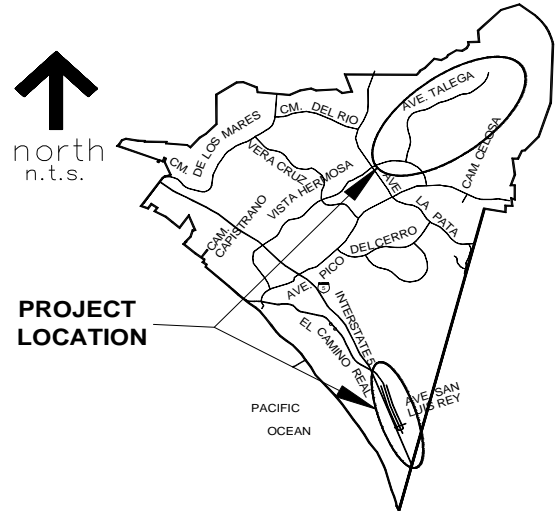 north
n.t.s.
CM. DE LOS MARES
CM. DEL RIO
AVE. TALEGA
VERA CRUZ
VISTA HERMOSA
CAM. CELOSA
CAM.
CAPISTRANO
AVE. LA PATA
AVE. PICO
DEL CERRO
5
INTERSTATE 5
EL CAMINO REAL
PROJECT
LOCATION
AVE. SAN
LUIS REY
PACIFIC
OCEAN